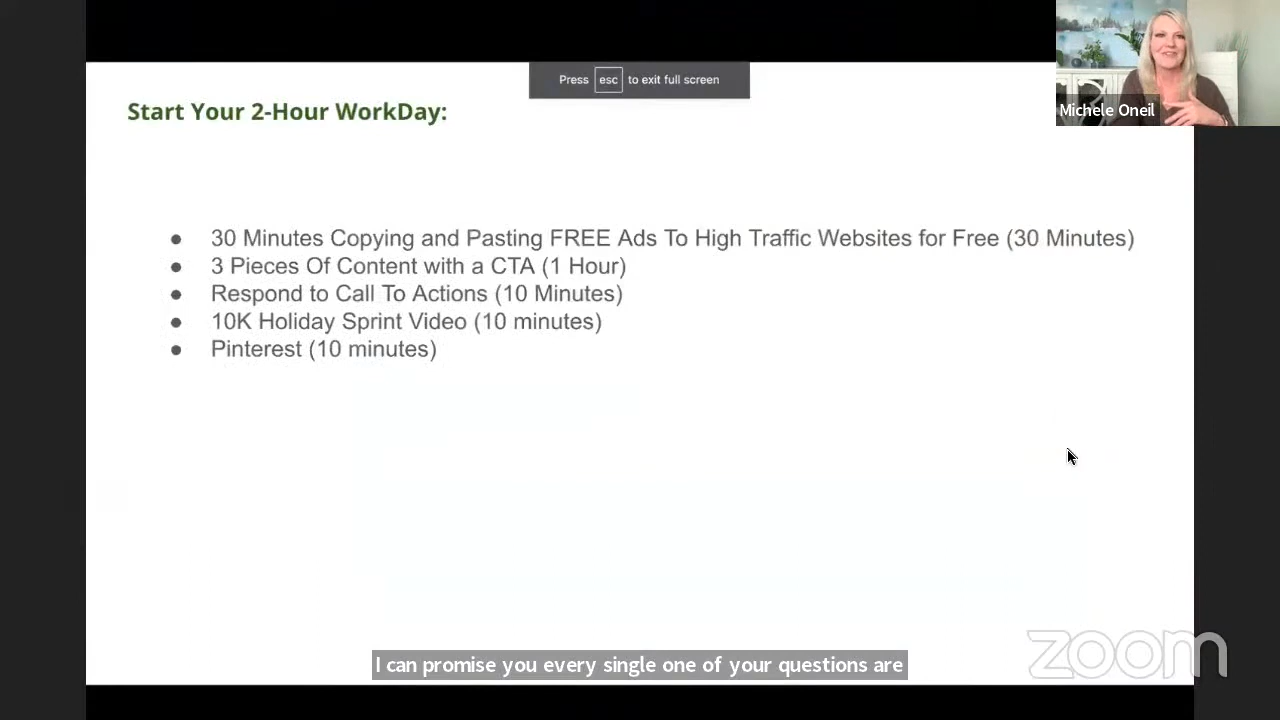 Press esc to exit full screen
Michele Oneil
Start Your 2-Hour WorkDay:
● 30 Minutes Copying and Pasting FREE Ads To High Traffic Websites for Free (30 Minutes)
● 3 Pieces Of Content with a CTA (1 Hour)
● Respond to Call To Actions (10 Minutes)
● 10K Holiday Sprint Video (10 minutes)
● Pinterest (10 minutes)
zoom
I can promise you every single one of your questions are